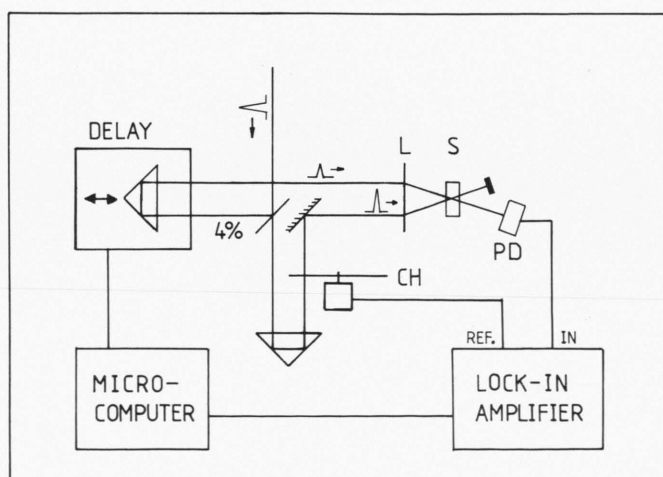 DELAY
L
S
4%
PD
CH
REF.
IN
MICRO-
COMPUTER
LOCK-IN
AMPLIFIER